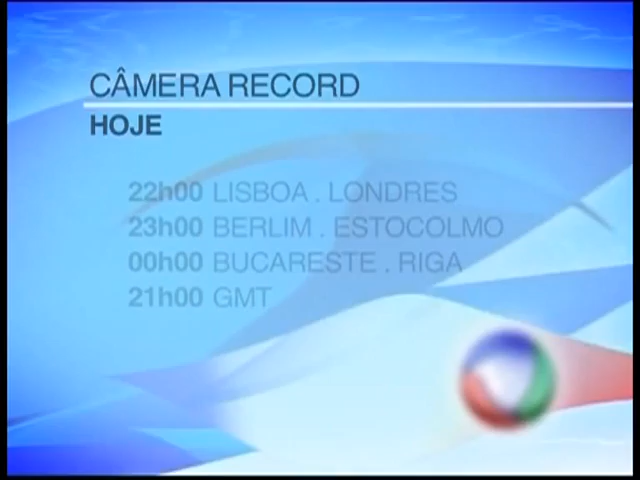 CÂMERA RECORD
HOJE
22h00 LISBOA . LONDRES
23h00 BERLIM . ESTOCOLMO
00h00 BUCARESTE . RIGA
21h00 GMT